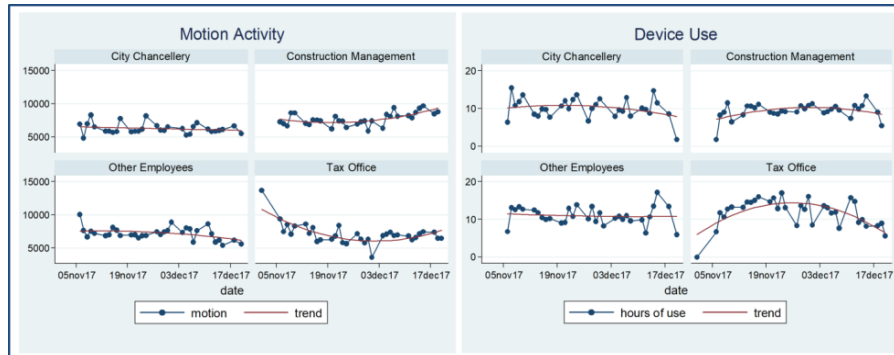 Motion Activity
City Chancellery
Construction Management
15000
10000
5000
Other Employees
Tax Office
15000
10000
5000
05nov17 19nov17 03dec17 17dec17 05nov17 19nov17 03dec17 17dec17
date
motion trend
Device Use
City Chancellery
Construction Management
20
10
0
Other Employees
Tax Office
20
10
0
05nov17 19nov17 03dec17 17dec17 05nov17 19nov17 03dec17 17dec17
date
hours of use trend